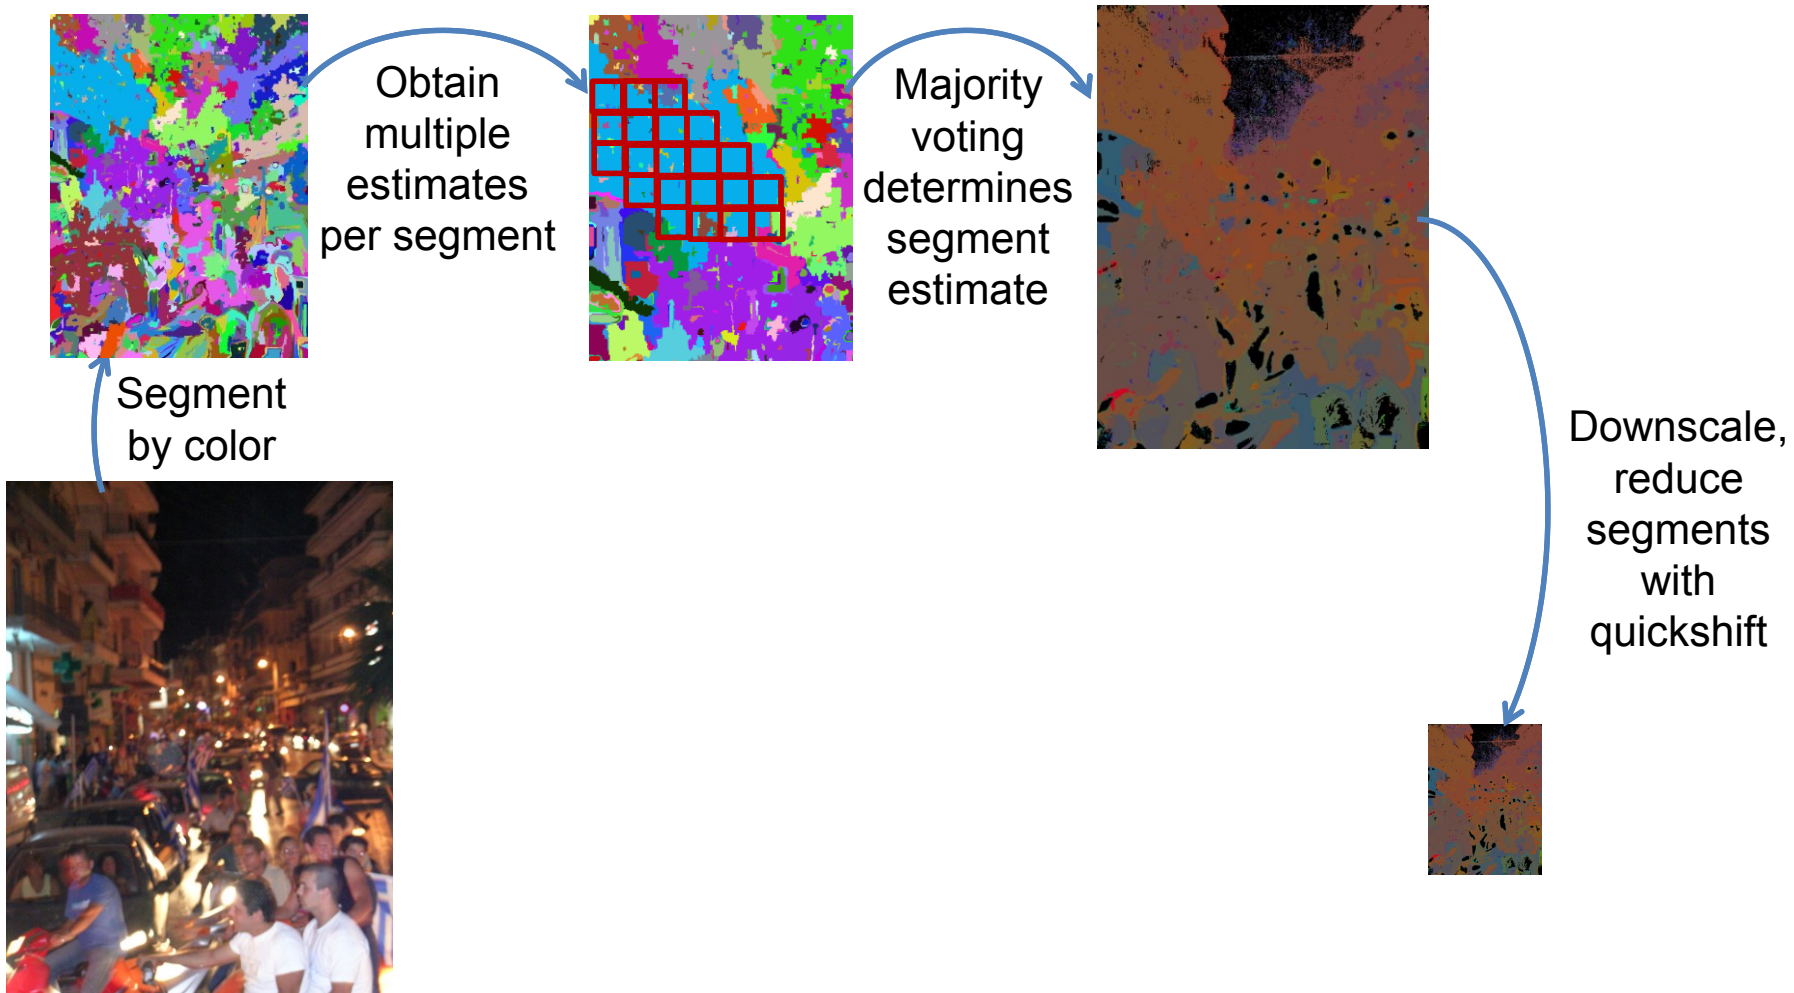 Obtain
multiple
estimates
per segment
Majority
voting
determines
segment
estimate
Segment
by color
Downscale,
reduce
segments
with
quickshift